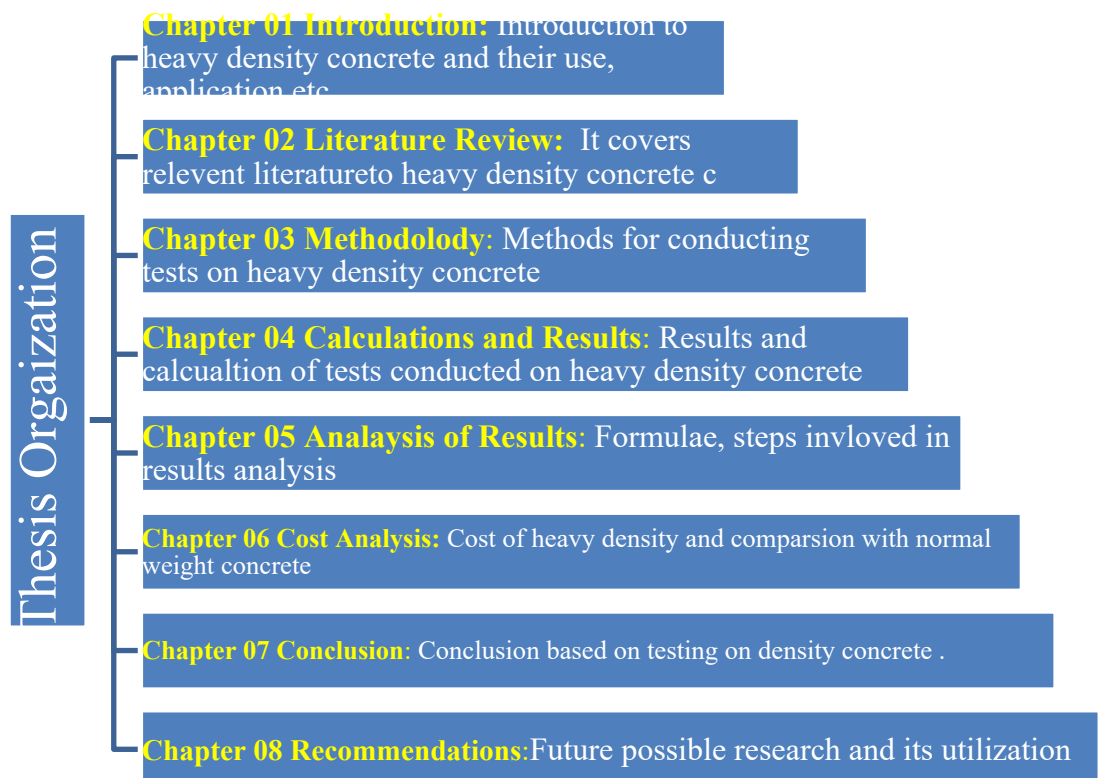 Thesis Orgaization
Chapter 01 Introduction: Introduction to
heavy density concrete and their use,
application etc
Chapter 02 Literature Review: It covers
relevent literatureto heavy density concrete c
Chapter 03 Methodolody: Methods for conducting
tests on heavy density concrete
Chapter 04 Calculations and Results: Results and
calcualtion of tests conducted on heavy density concrete
Chapter 05 Analaysis of Results: Formulae, steps invloved in
results analysis
Chapter 06 Cost Analysis: Cost of heavy density and comparsion with normal
weight concrete
Chapter 07 Conclusion: Conclusion based on testing on density concrete .
Chapter 08 Recommendations:Future possible research and its utilization